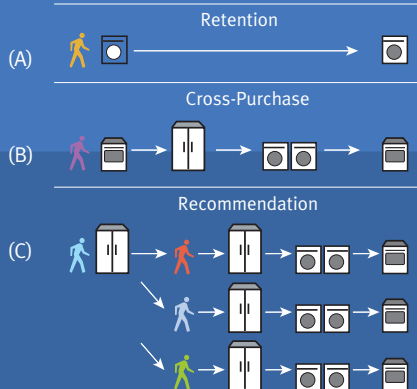 Retention
(A)
Cross-Purchase
(B)
Recommendation
(C)